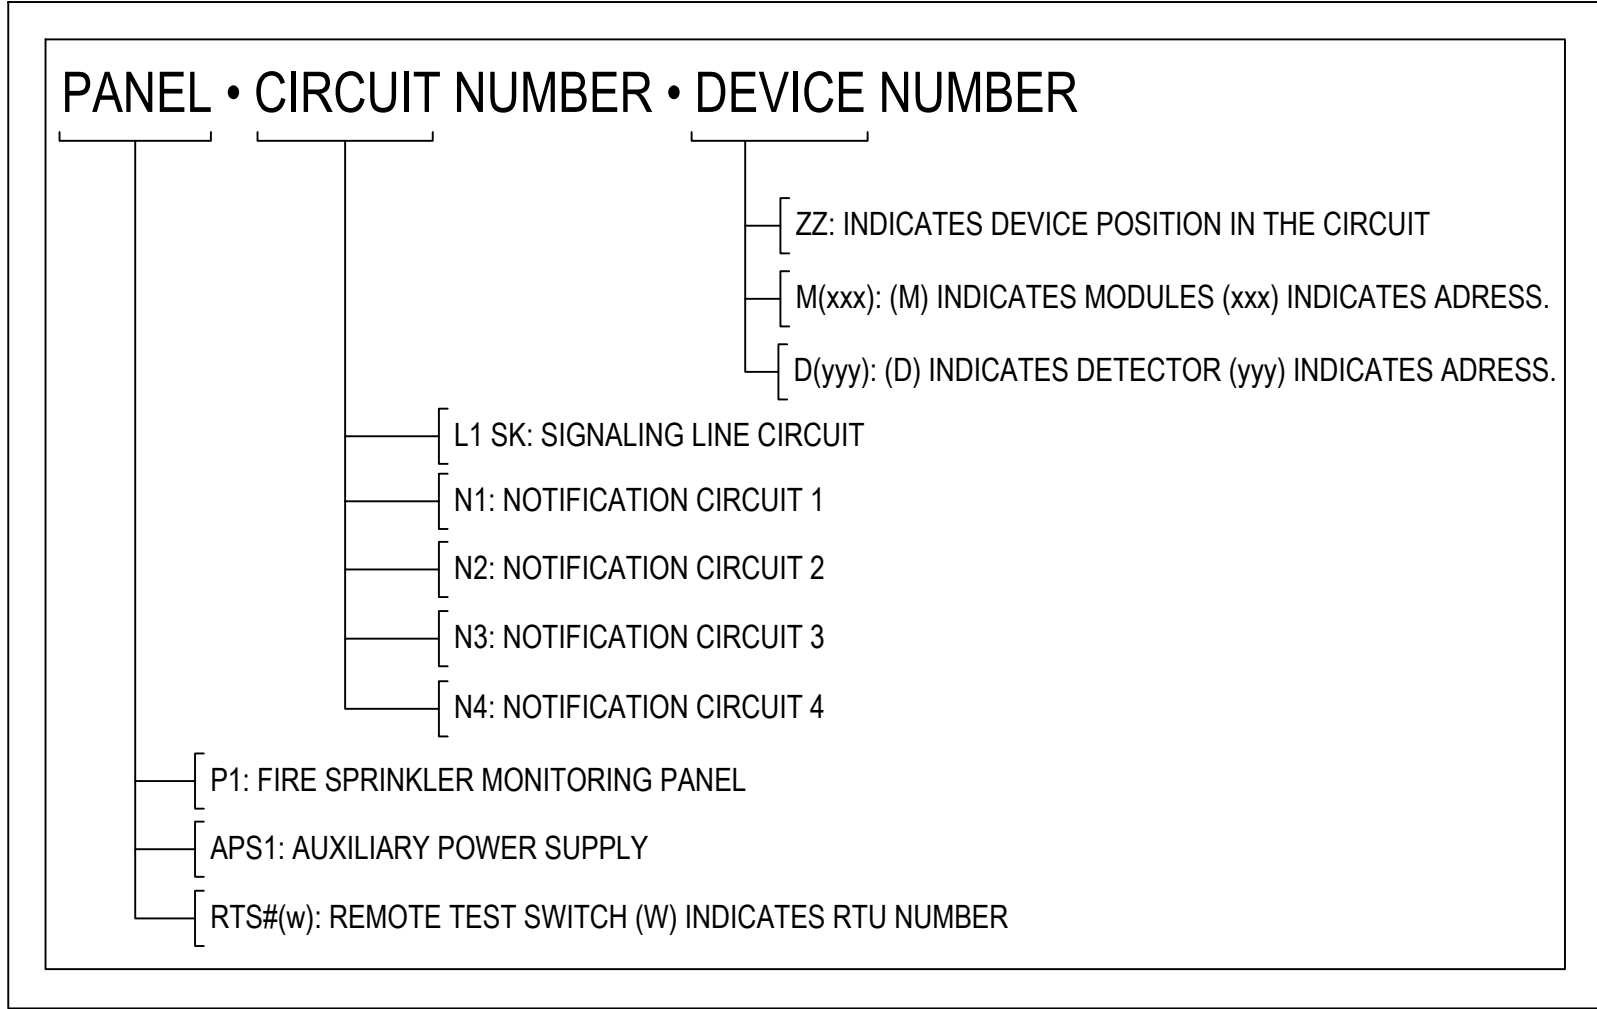 PANEL • CIRCUIT NUMBER • DEVICE NUMBER
ZZ: INDICATES DEVICE POSITION IN THE CIRCUIT
M(xxx): (M) INDICATES MODULES (xxx) INDICATES ADRESS.
D(yyy): (D) INDICATES DETECTOR (yyy) INDICATES ADRESS.
L1 SK: SIGNALING LINE CIRCUIT
N1: NOTIFICATION CIRCUIT 1
N2: NOTIFICATION CIRCUIT 2
N3: NOTIFICATION CIRCUIT 3
N4: NOTIFICATION CIRCUIT 4
P1: FIRE SPRINKLER MONITORING PANEL
APS1: AUXILIARY POWER SUPPLY
RTS#(w): REMOTE TEST SWITCH (W) INDICATES RTU NUMBER